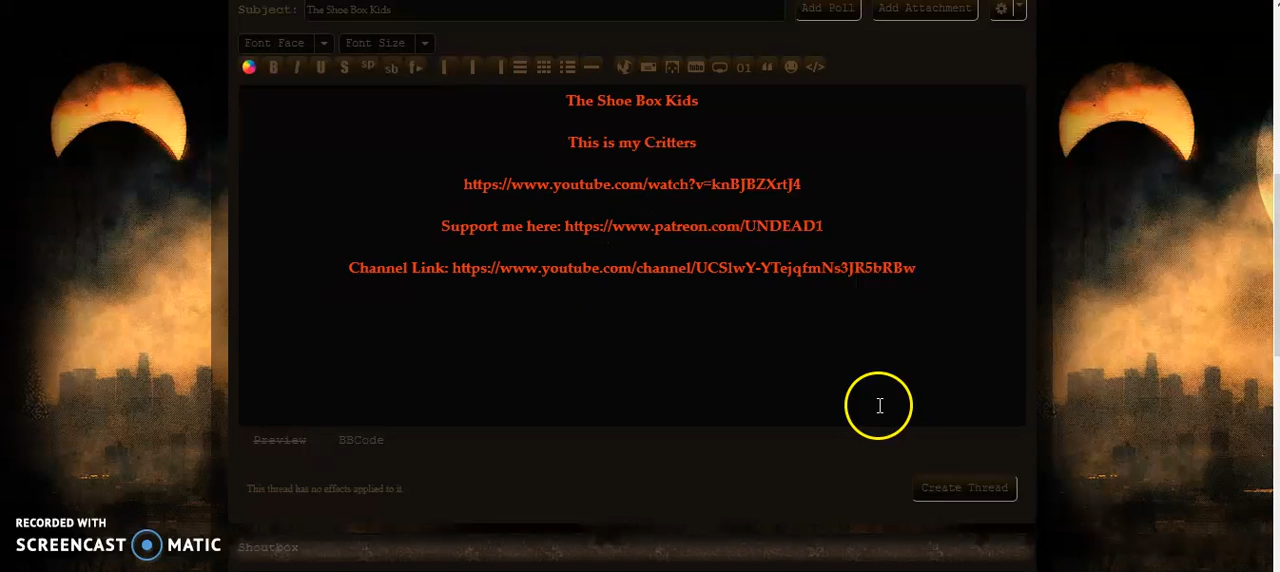 Subject: The Shoe Box Kids Add Poll Add Attachment
Font Face Font Size
B I U S sp sb f 01
The Shoe Box Kids
This is my Critters
https://www.youtube.com/watch?v=knBJBZXrtJ4
Support me here: https://www.patreon.com/UNDEAD1
Channel Link: https://www.youtube.com/channel/UCSlwY-YTejqfmNs3JR5bRBw
Preview BBCode
This thread has no effects applied to it.
Create Thread
RECORDED WITH
SCREENCAST MATIC
Shoutbox